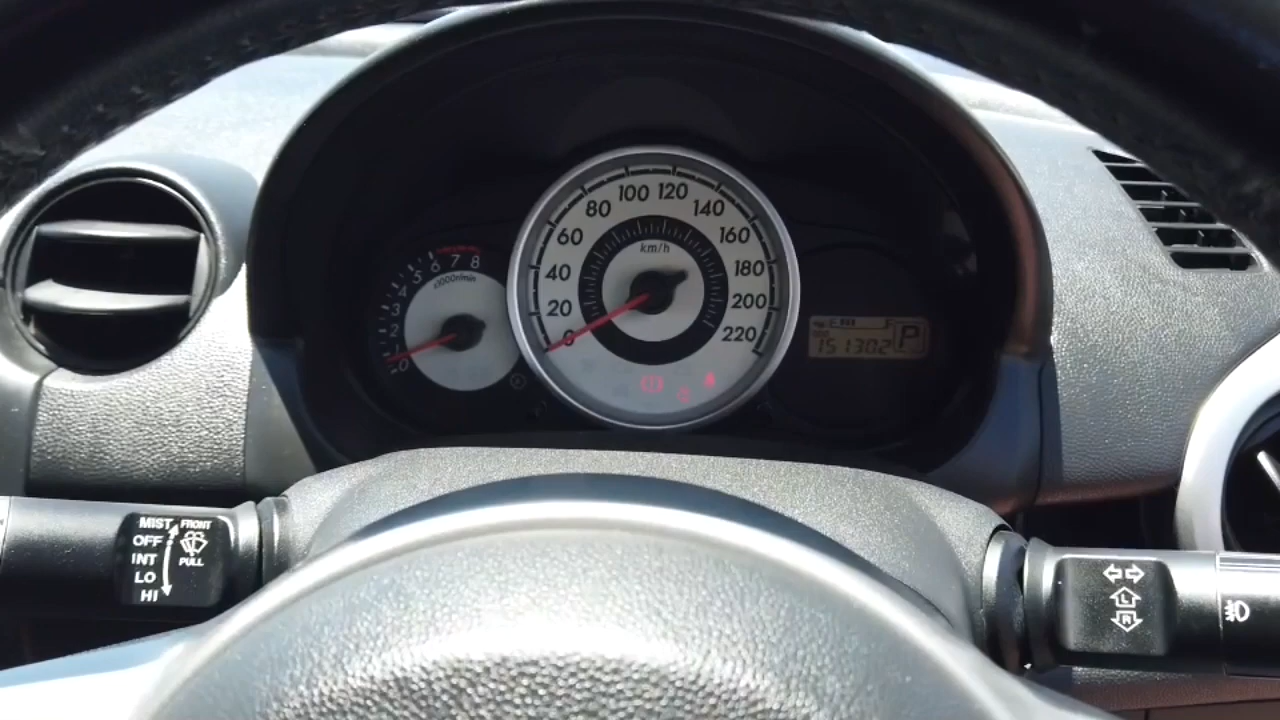 100 120
80 140
60 160
km/h
40 180
20 200
0 220
0 2 3 4 5 6 7 8
x1000r/min
F
P
151302
MIST FRONT
OFF
INT PULL
LO
HI
L
R